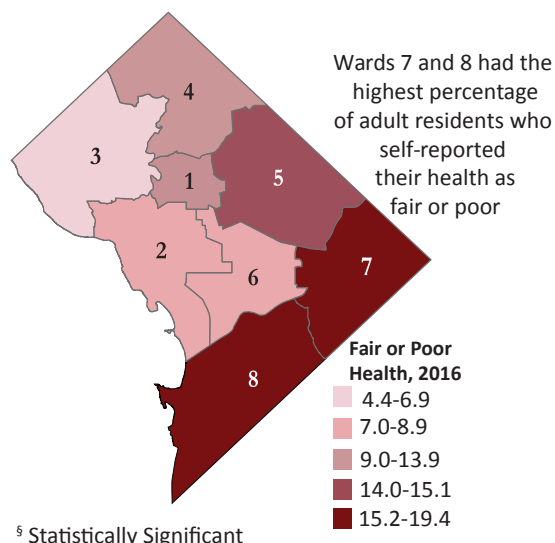 Wards 7 and 8 had the
highest percentage
of adult residents who
self-reported
their health as
fair or poor
4
3
1
5
2
6
7
8
Fair or Poor
Health, 2016
4.4-6.9
7.0-8.9
9.0-13.9
14.0-15.1
15.2-19.4
§ Statistically Significant